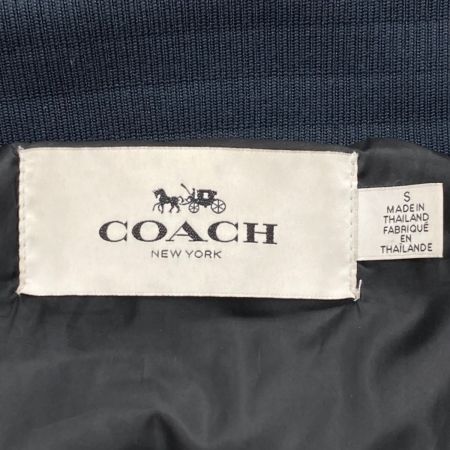 COACH
NEW YORK
S
MADE IN
THAILAND
FABRIQUÉ
EN
THAÏLANDE